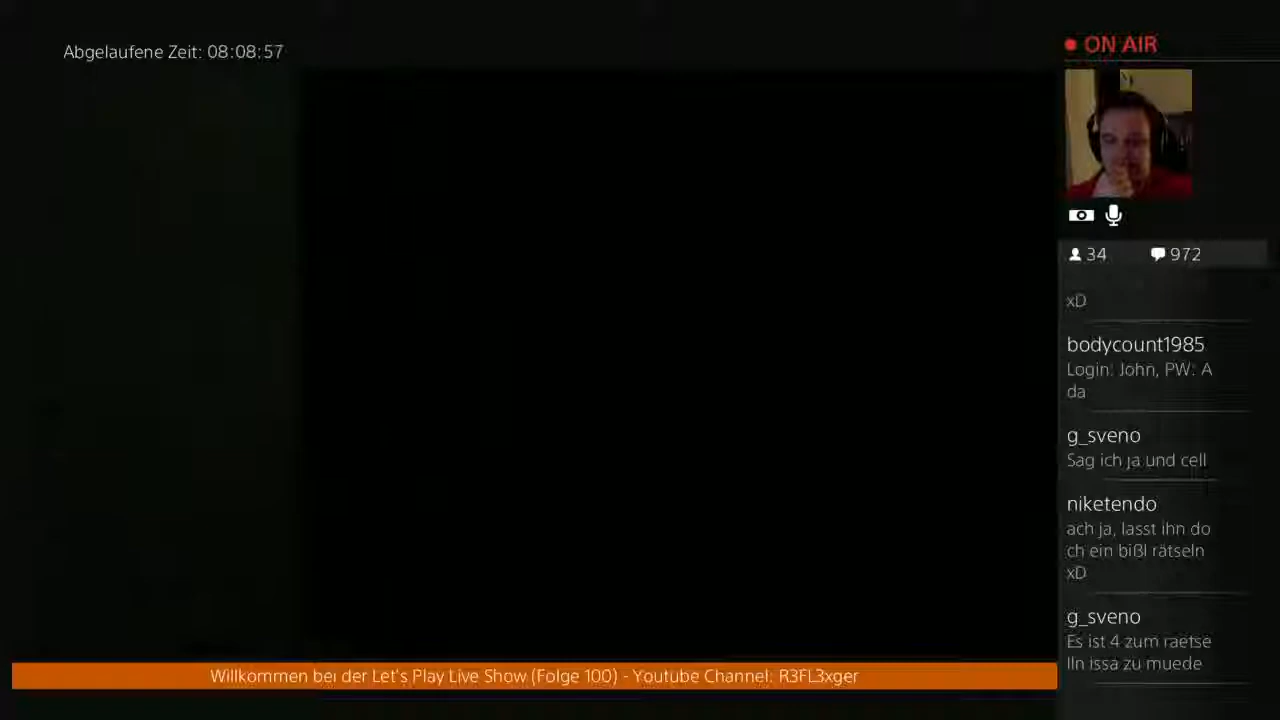 Abgelaufene Zeit: 08:08:57
ON AIR
34 972
xD
bodycount1985
Login: John, PW: A
da
g_sveno
Sag ich ja und cell
niketendo
ach ja, lasst ihn do
ch ein bißl rätseln
xD
g_sveno
Es ist 4 zum raetse
lln issa zu muede
Willkommen bei der Let's Play Live Show (Folge 100) - Youtube Channel: R3FL3xger